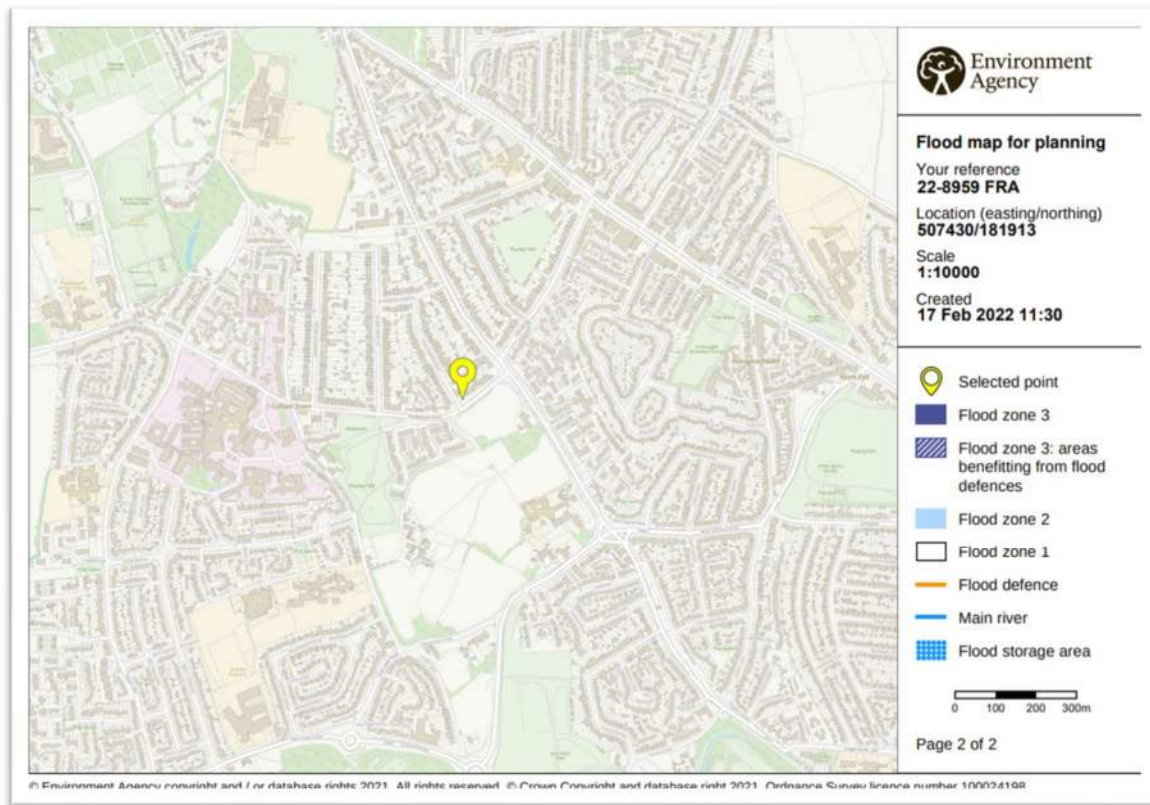 Environment
Agency
Flood map for planning
Your reference
22-8959 FRA
Location (easting/northing)
507430/181913
Scale
1:10000
Created
17 Feb 2022 11:30
Selected point
Flood zone 3
Flood zone 3: areas
benefitting from flood
defences
Flood zone 2
Flood zone 1
Flood defence
Main river
Flood storage area
0 100 200 300m
Page 2 of 2
© Environment Agency copyright and / or database rights 2021. All rights reserved. © Crown Copyright and database right 2021. Ordnance Survey licence number 100024198.